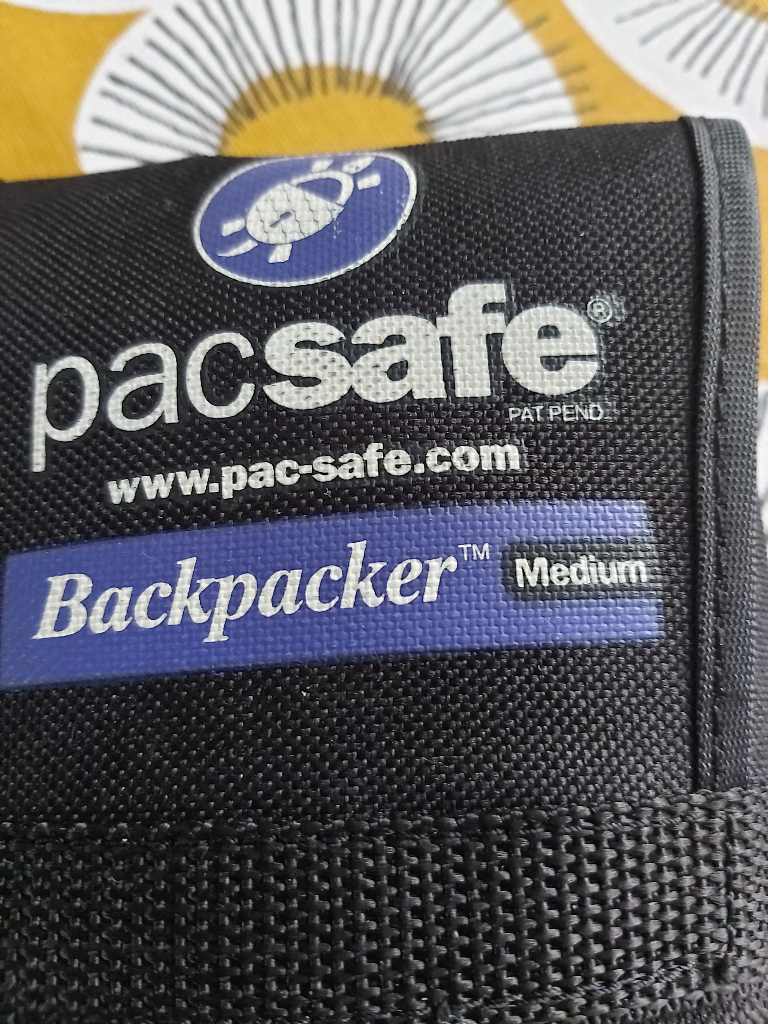 pacsafe®
PAT PEND
www.pac-safe.com
Backpacker™ Medium